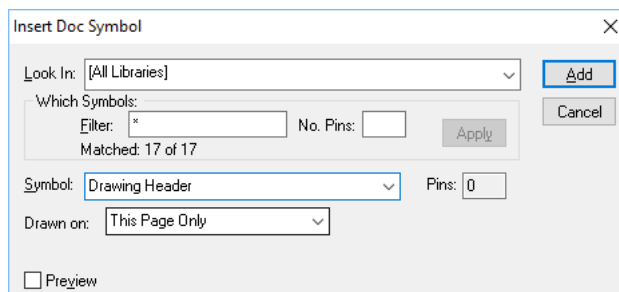 Insert Doc Symbol
Look In: [All Libraries] Add
Which Symbols: Cancel
Filter: * No. Pins: Apply
Matched: 17 of 17
Symbol: Drawing Header Pins: 0
Drawn on: This Page Only
Preview